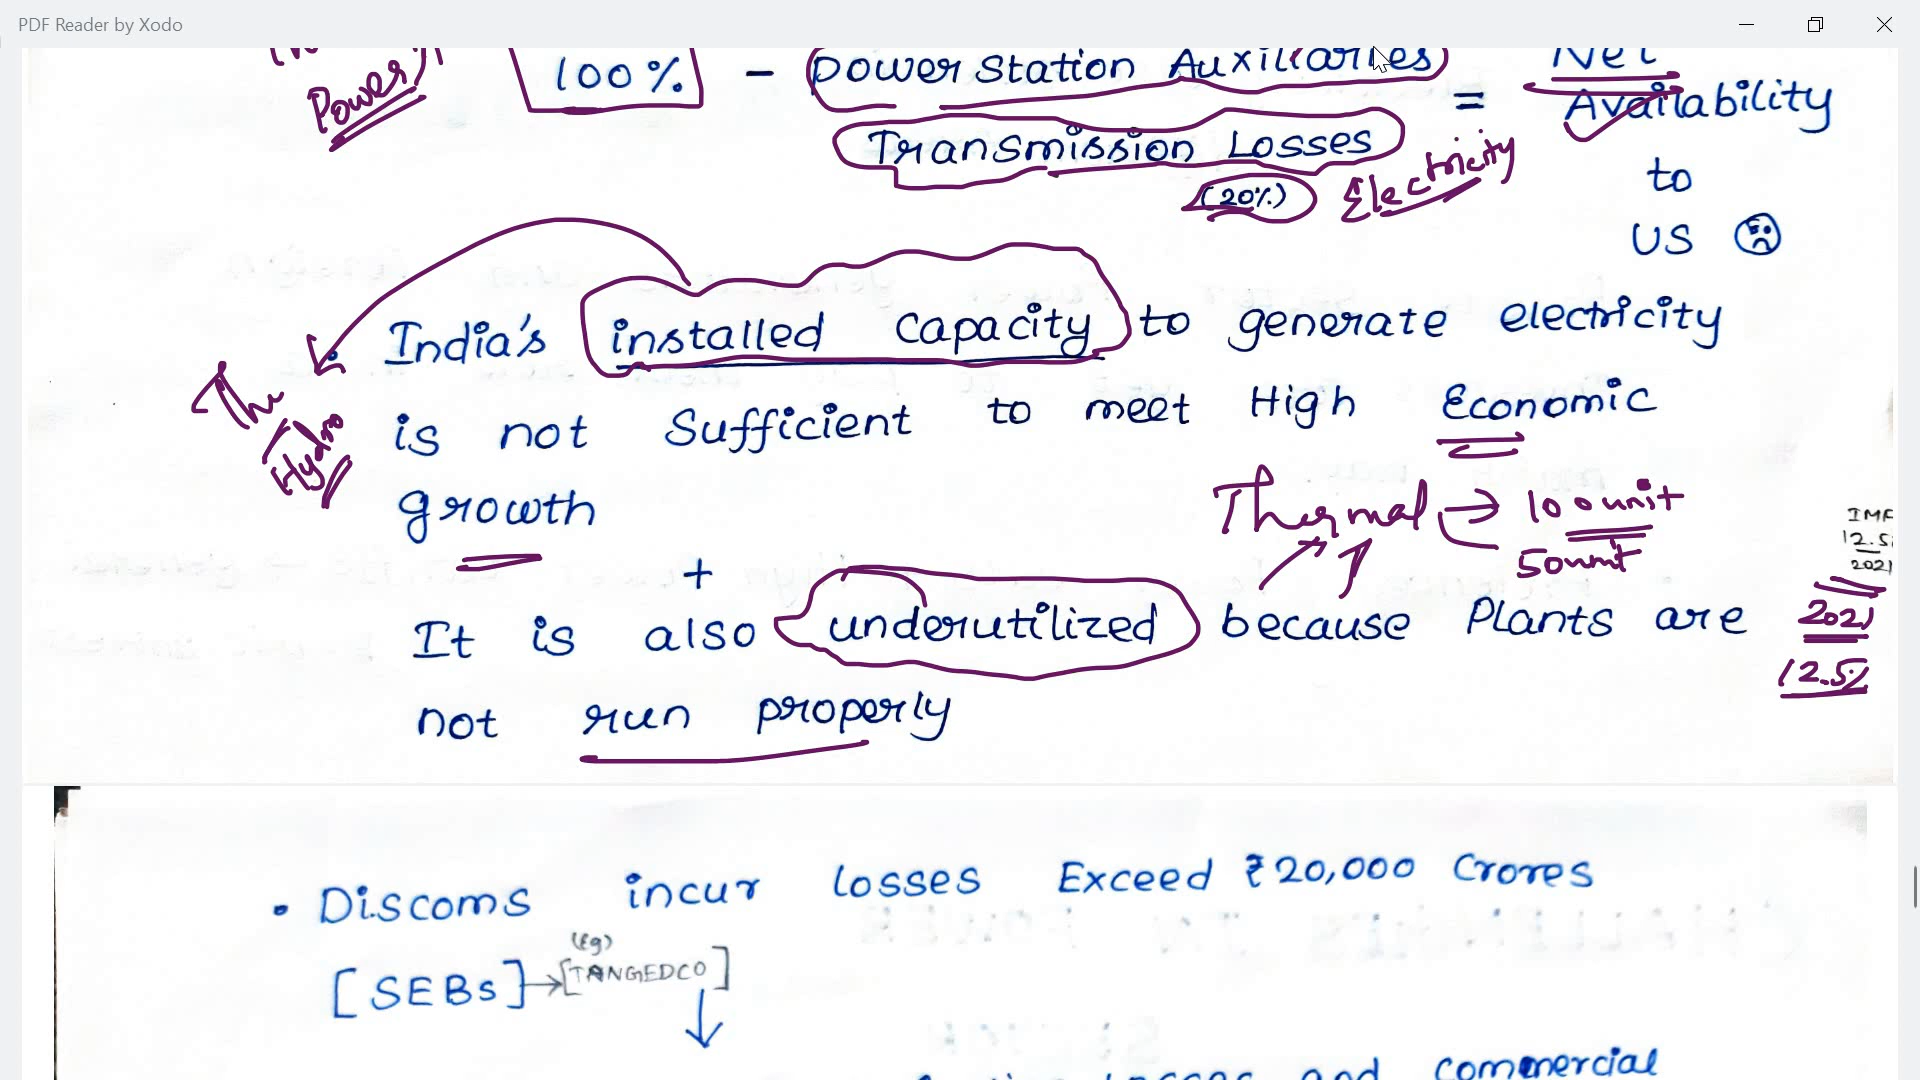 PDF Reader by Xodo
Power)
100% - Power Station Auxiliaries
Transmission Losses
(20%)
Electricity
= Net
Availability
to
US
The
Hydro
• India's installed capacity to generate electricity
is not Sufficient to meet High Economic
growth
Thermal → 100 unit
50 unit
+
It is also underutilized because Plants are
not run properly
IMF
12.5
2021
2021
12.5%
• Discoms incur losses Exceed ₹20,000 Crores
[SEBs] → [TANGEDCO]
(Eg)
Losses and commercial